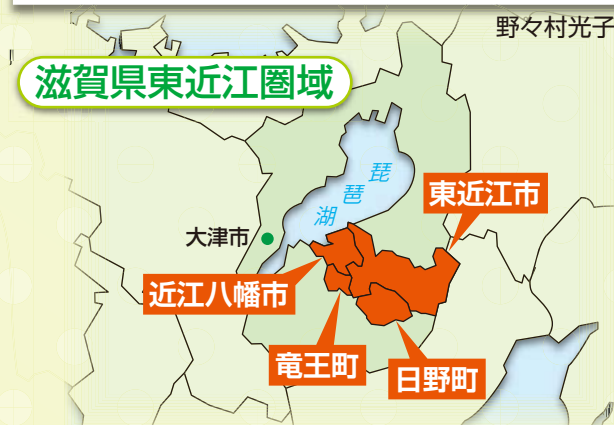 野々村光子
滋賀県東近江圏域
琵琶湖
東近江市
大津市
近江八幡市
竜王町
日野町